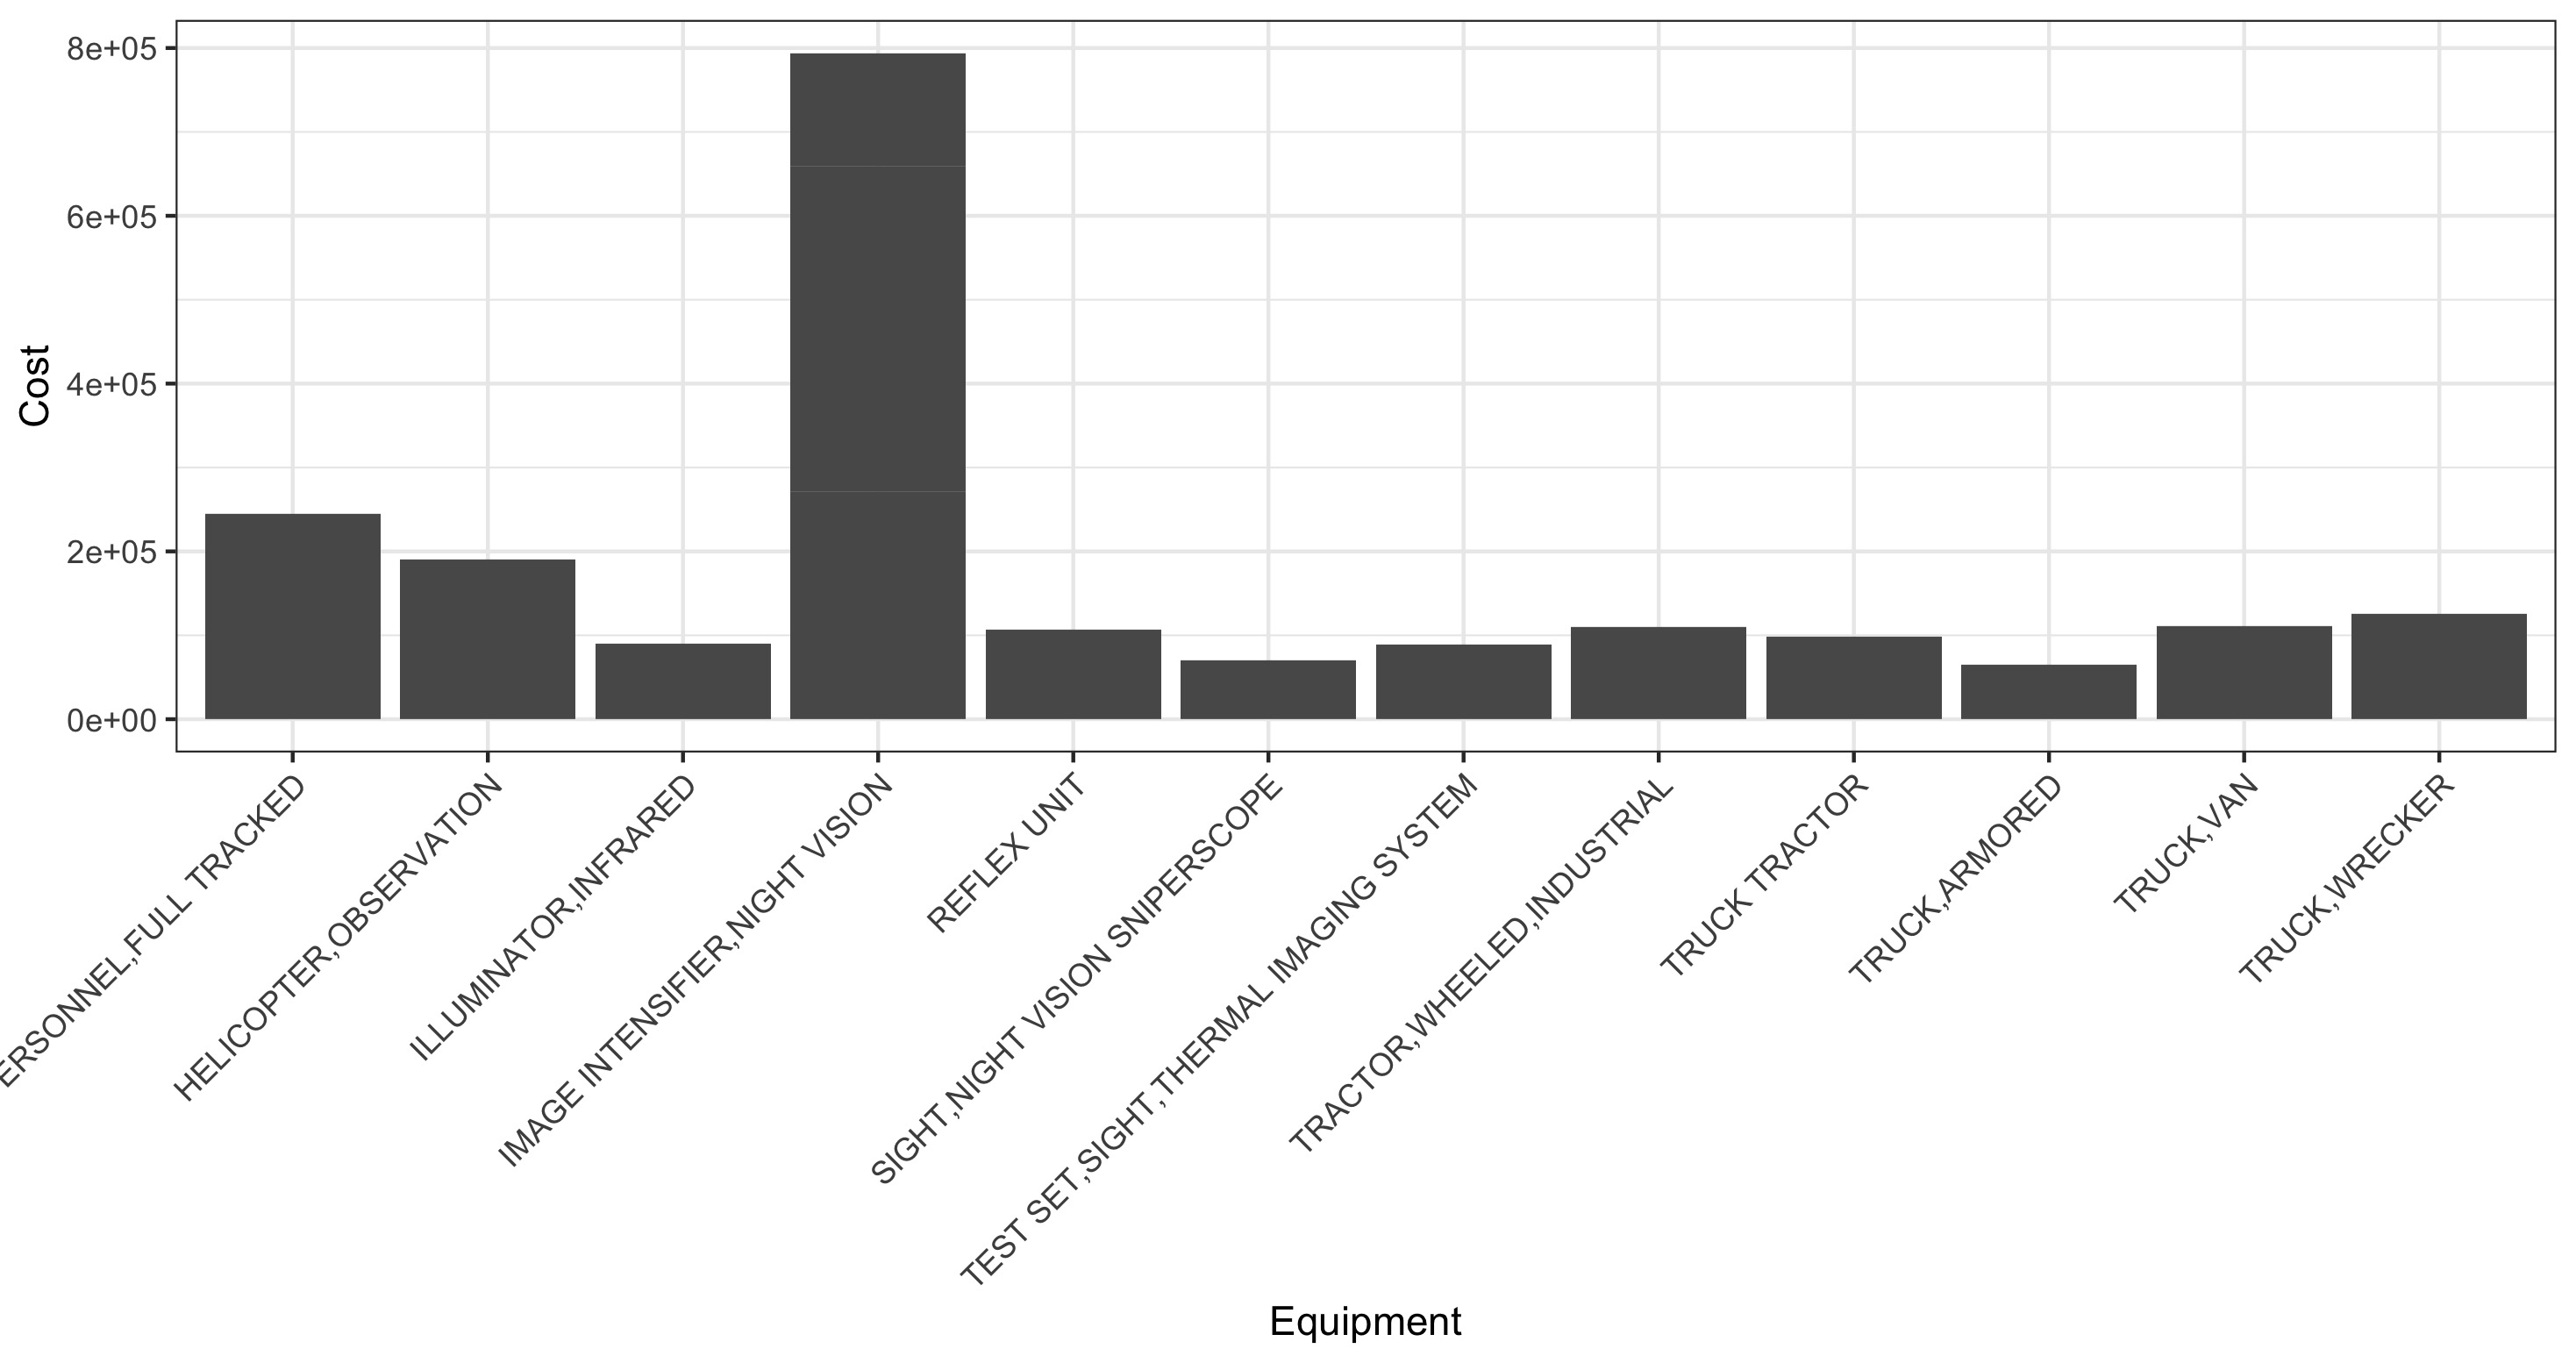 8e+05
6e+05
4e+05
2e+05
0e+00
Cost
ERSONNEL,FULL TRACKED
HELICOPTER,OBSERVATION
ILLUMINATOR,INFRARED
IMAGE INTENSIFIER,NIGHT VISION
REFLEX UNIT
SIGHT,NIGHT VISION SNIPERSCOPE
TEST SET,SIGHT,THERMAL IMAGING SYSTEM
TRACTOR,WHEELED,INDUSTRIAL
TRUCK TRACTOR
TRUCK,ARMORED
TRUCK,VAN
TRUCK,WRECKER
Equipment